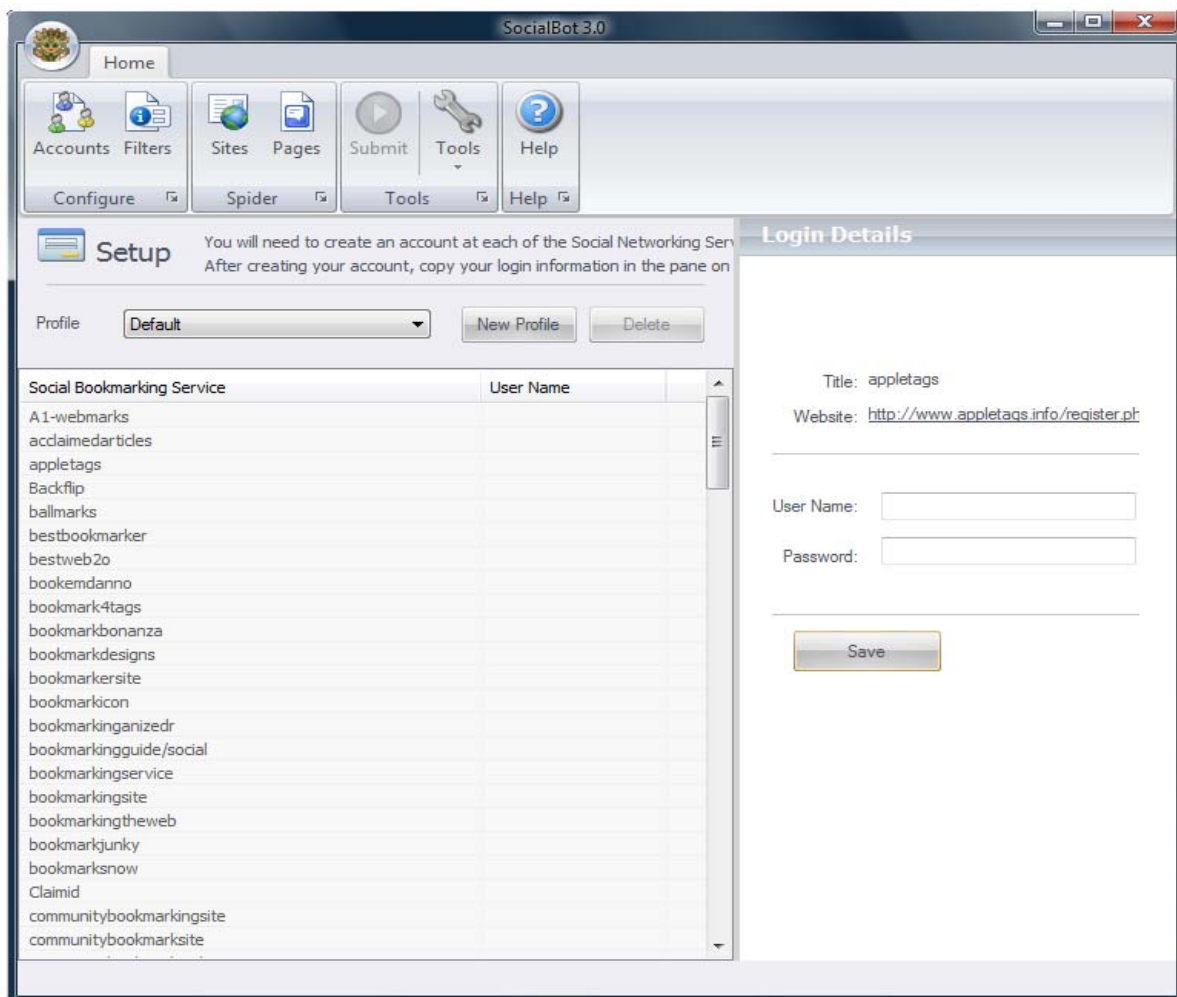 SocialBot 3.0
Home
Accounts Filters Sites Pages Submit Tools Help
Configure Spider Tools Help
Setup
You will need to create an account at each of the Social Networking Serv
After creating your account, copy your login information in the pane on
Login Details
Profile Default New Profile Delete
Social Bookmarking Service User Name
A1-webmarks
acclaimedarticles
appletags
Backflip
ballmarks
bestbookmarker
bestweb2o
bookemdanno
bookmark4tags
bookmarkbonanza
bookmarkdesigns
bookmarkersite
bookmarkicon
bookmarkinganizedr
bookmarkingguide/social
bookmarkingservice
bookmarkingsite
bookmarkingtheweb
bookmarkjunky
bookmarksnow
Claimid
communitybookmarkingsite
communitybookmarksite
Title: appletags
Website: http://www.appletags.info/register.ph
User Name:
Password:
Save